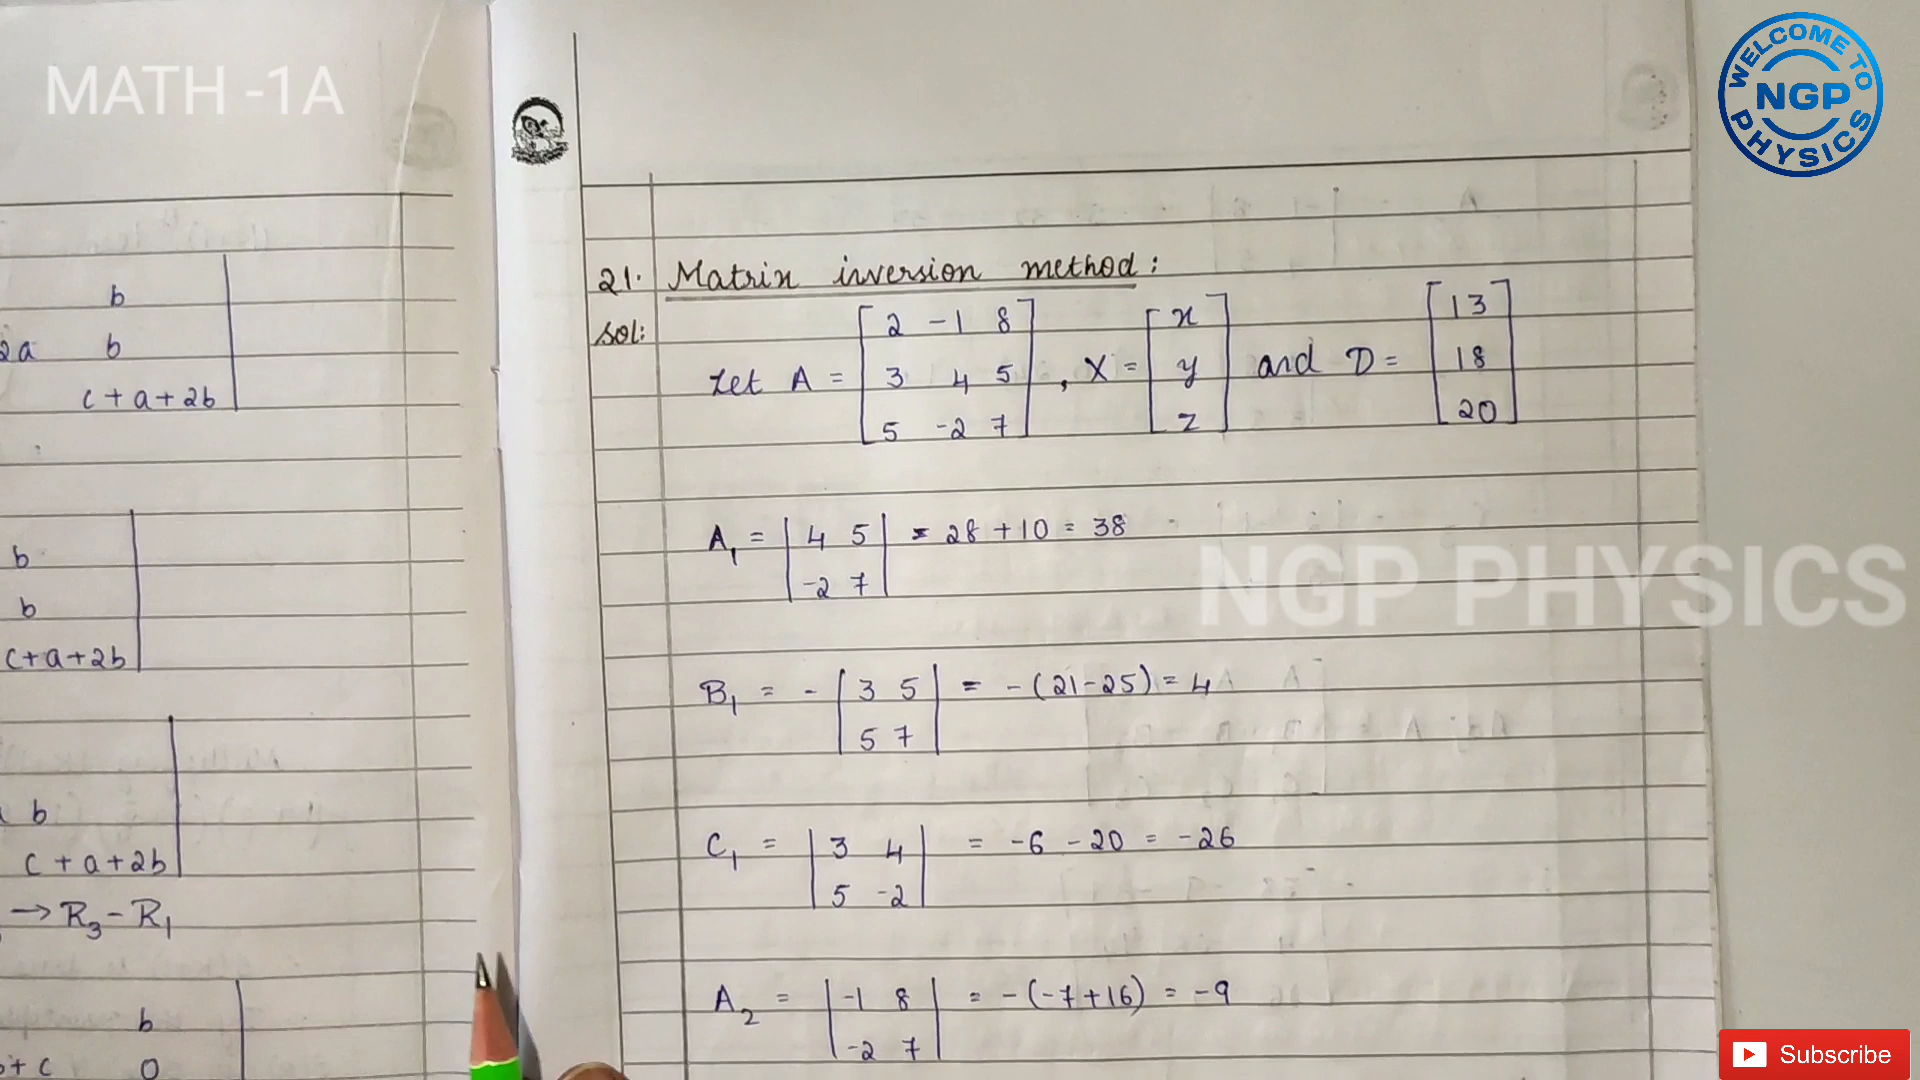 MATH -1A
WELCOME TO
NGP
PHYSICS
b
2a b
c+a+2b
b
b
c+a+2b
b
c+a+2b
→R₃-R₁
b
+c 0
21. Matrix inversion method:
Sol:
Let A = [2 -1 8
3 4 5
5 -2 7], X = [x
y
z] and D = [13
18
20]
A₁ = |4 5
-2 7| = 28+10 = 38
NGP PHYSICS
B₁ = - |3 5
5 7| = -(21-25) = 4
C₁ = |3 4
5 -2| = -6 -20 = -26
A₂ = |-1 8
-2 7| = -(-7+16) = -9
Subscribe